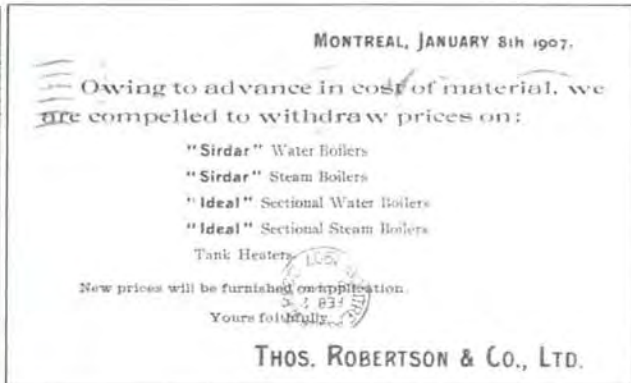 MONTREAL, JANUARY 8th 1907.
Owing to advance in cost of material, we
are compelled to withdraw prices on:
"Sirdar" Water Boilers
"Sirdar" Steam Boilers
"Ideal" Sectional Water Boilers
"Ideal" Sectional Steam Boilers
Tank Heaters
New prices will be furnished on application.
Yours faithfully,
THOS. ROBERTSON & CO., LTD.